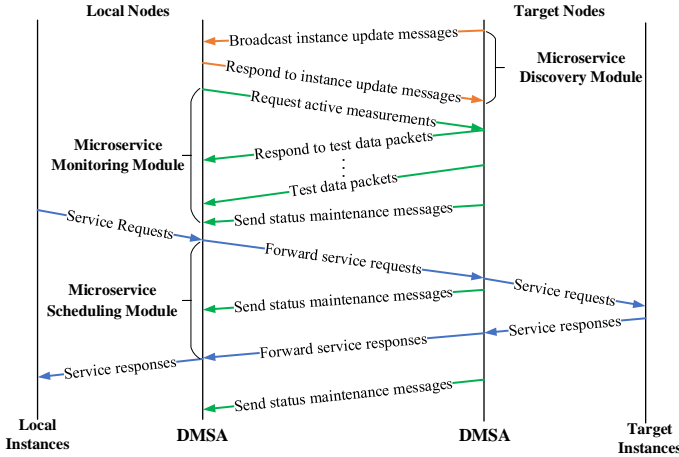 Local Nodes
Target Nodes
Broadcast instance update messages
Microservice
Discovery Module
Respond to instance update messages
Request active measurements
Microservice
Monitoring Module
Respond to test data packets
Test data packets
Send status maintenance messages
Service Requests
Forward service requests
Service requests
Microservice
Scheduling Module
Send status maintenance messages
Service responses
Forward service responses
Service responses
Send status maintenance messages
Local
Instances
DMSA
DMSA
Target
Instances